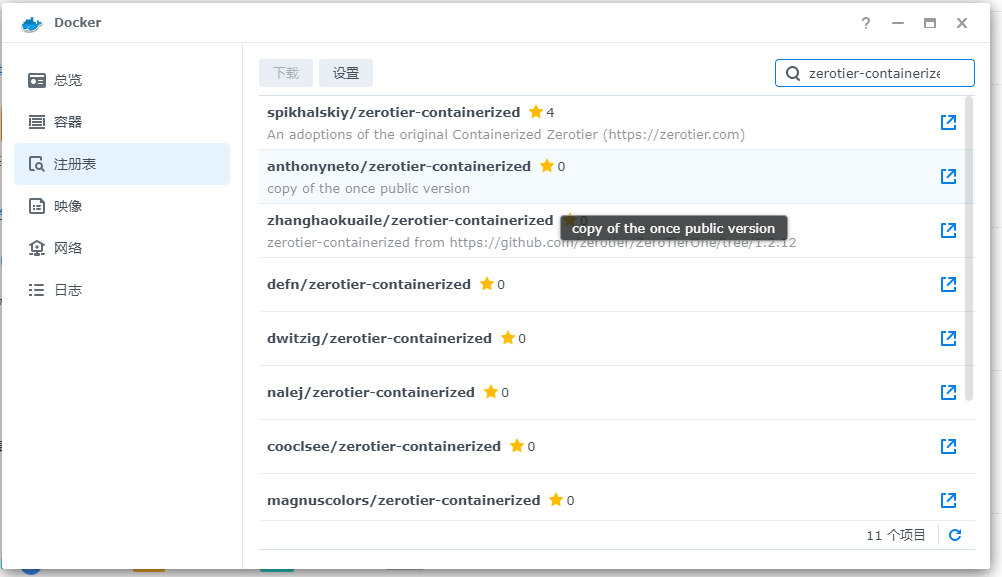 Docker
?
总览
容器
注册表
映像
网络
日志
下载 设置
zerotier-containerize
spikhalskiy/zerotier-containerized 4
An adoptions of the original Containerized Zerotier (https://zerotier.com)
anthonyneto/zerotier-containerized 0
copy of the once public version
zhanghaokuaile/zerotier-containerized 0
copy of the once public version
zerotier-containerized from https://github.com/zerotier/ZeroTierOne/tree/1.2.12
defn/zerotier-containerized 0
dwitzig/zerotier-containerized 0
nalej/zerotier-containerized 0
cooclsee/zerotier-containerized 0
magnuscolors/zerotier-containerized 0
11 个项目